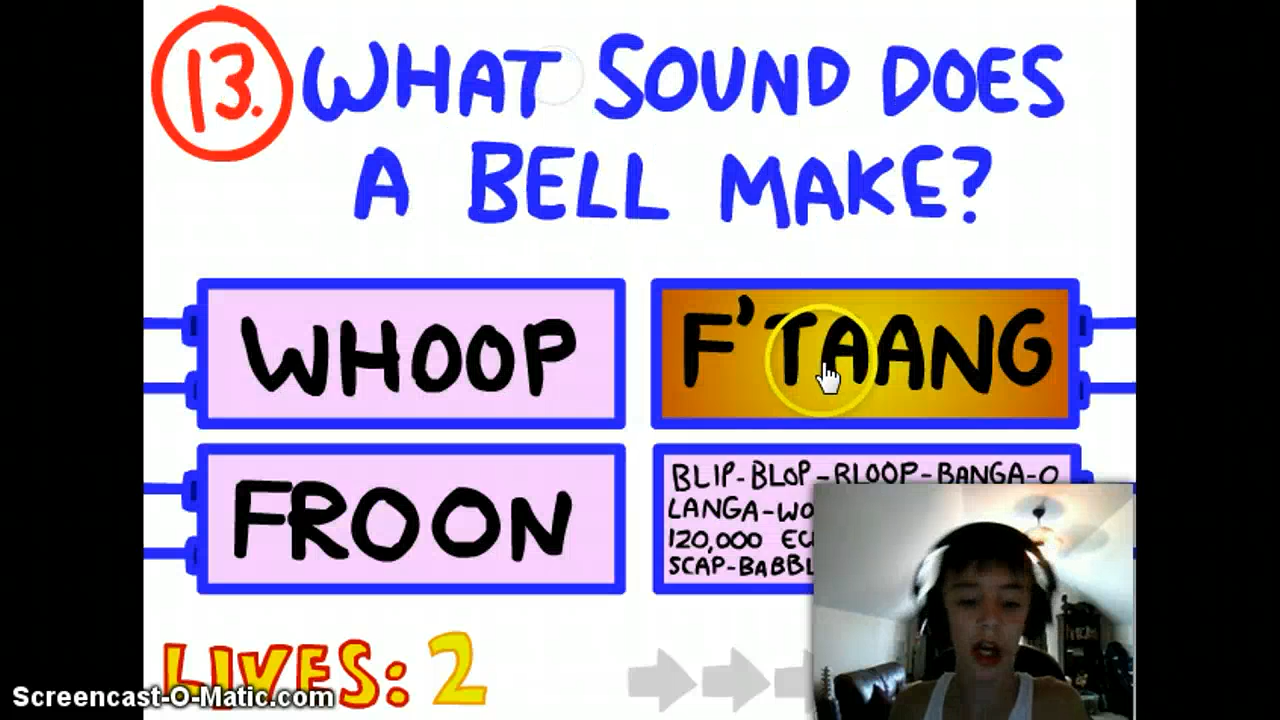 13. WHAT SOUND DOES
A BELL MAKE?
WHOOP
F'TAANG
FROON
BLIP-BLOP-RLOOP-BANGA-O
LANGA-WO
120,000
SCAP-BABBL
LIVES: 2
Screencast-O-Matic.com